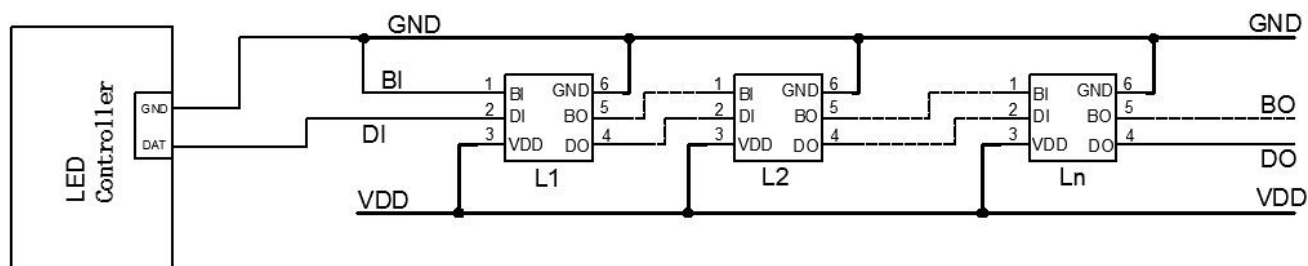 GND GND
LED
Controller
GND
DAT
BI
DI
1 BI GND 6
2 DI BO 5
3 VDD DO 4
L1
1 BI GND 6
2 DI BO 5
3 VDD DO 4
L2
1 BI GND 6
2 DI BO 5
3 VDD DO 4
Ln
BO
DO
VDD VDD